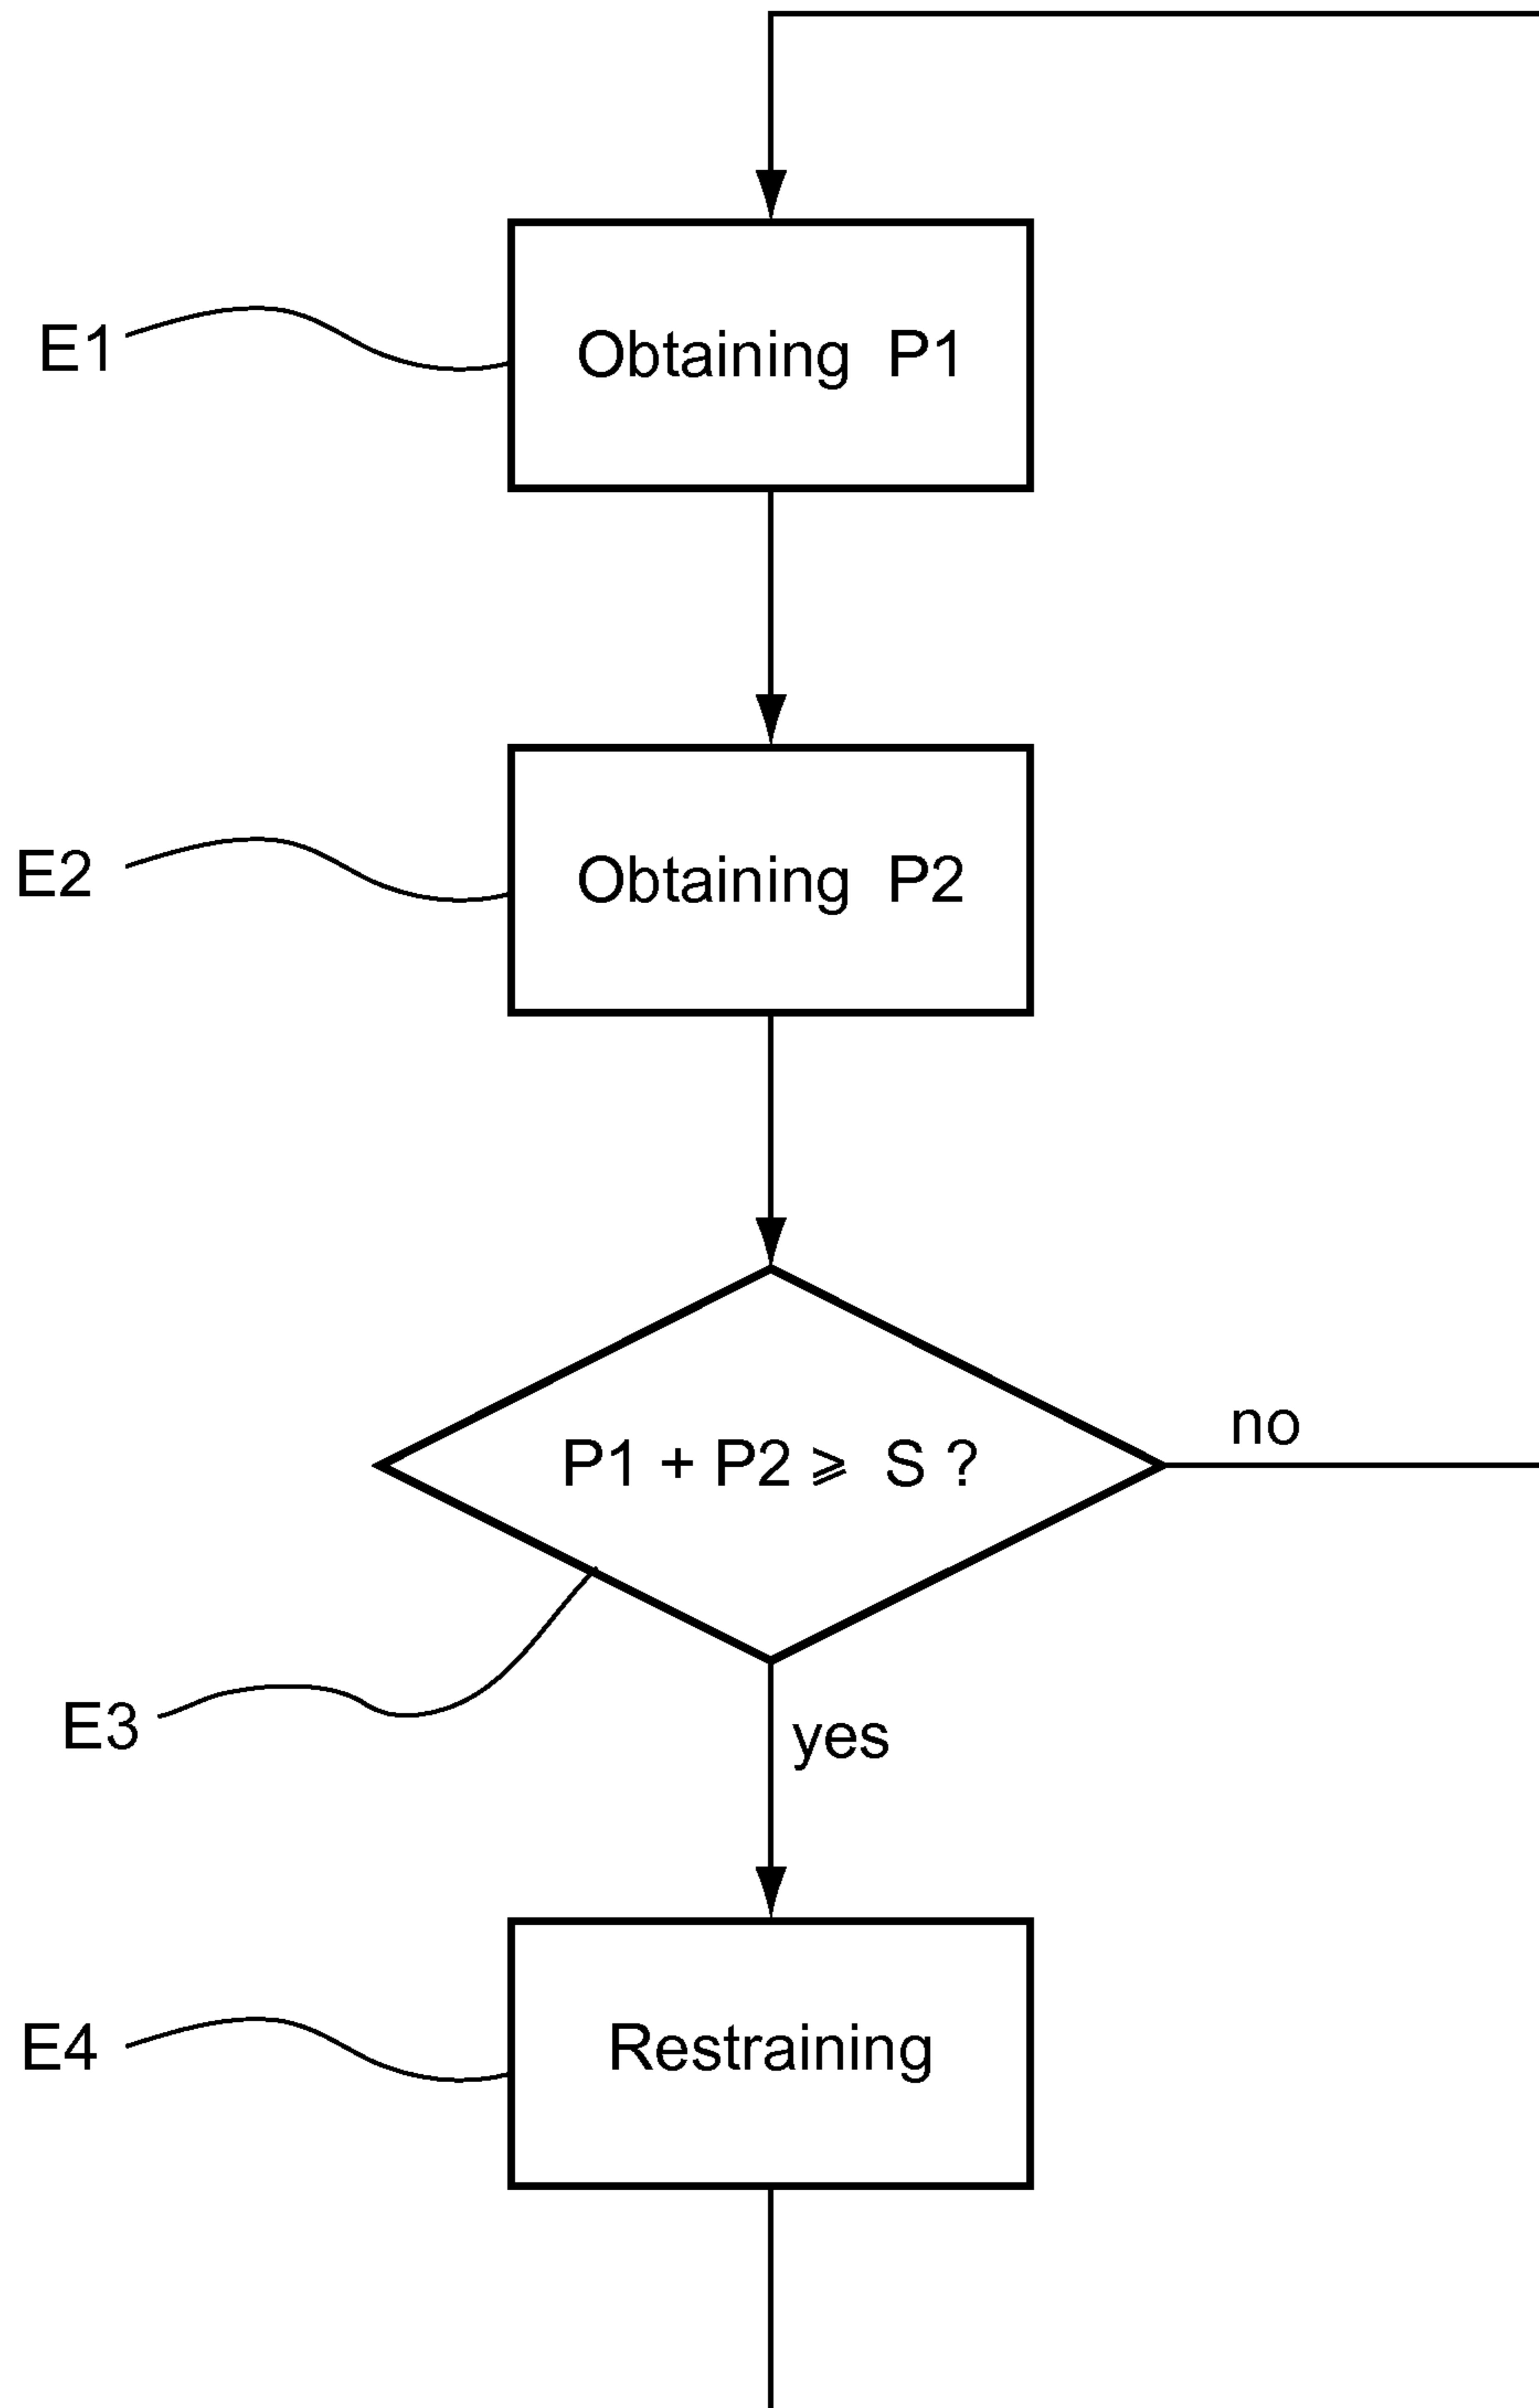 E1
Obtaining P1
E2
Obtaining P2
P1 + P2 ⩾ S ?
no
E3
yes
E4
Restraining